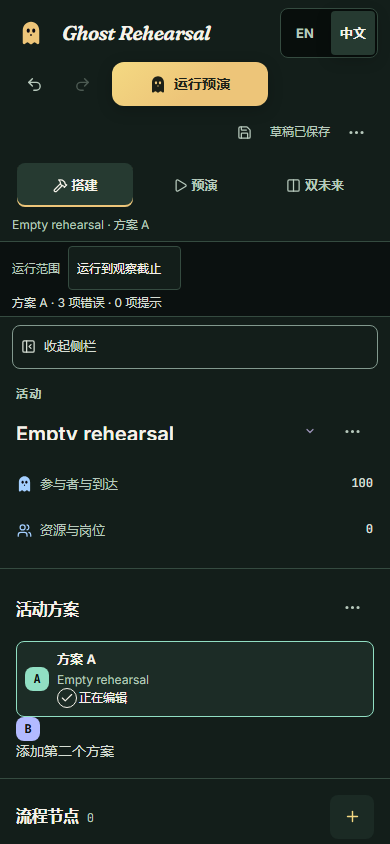 Ghost Rehearsal
EN 中文
运行预演
草稿已保存
搭建 预演 双未来
Empty rehearsal · 方案 A
运行范围 运行到观察截止
方案 A · 3 项错误 · 0 项提示
收起侧栏
活动
Empty rehearsal
参与者与到达 100
资源与岗位 0
活动方案
方案 A
A
Empty rehearsal
正在编辑
B
添加第二个方案
流程节点 0